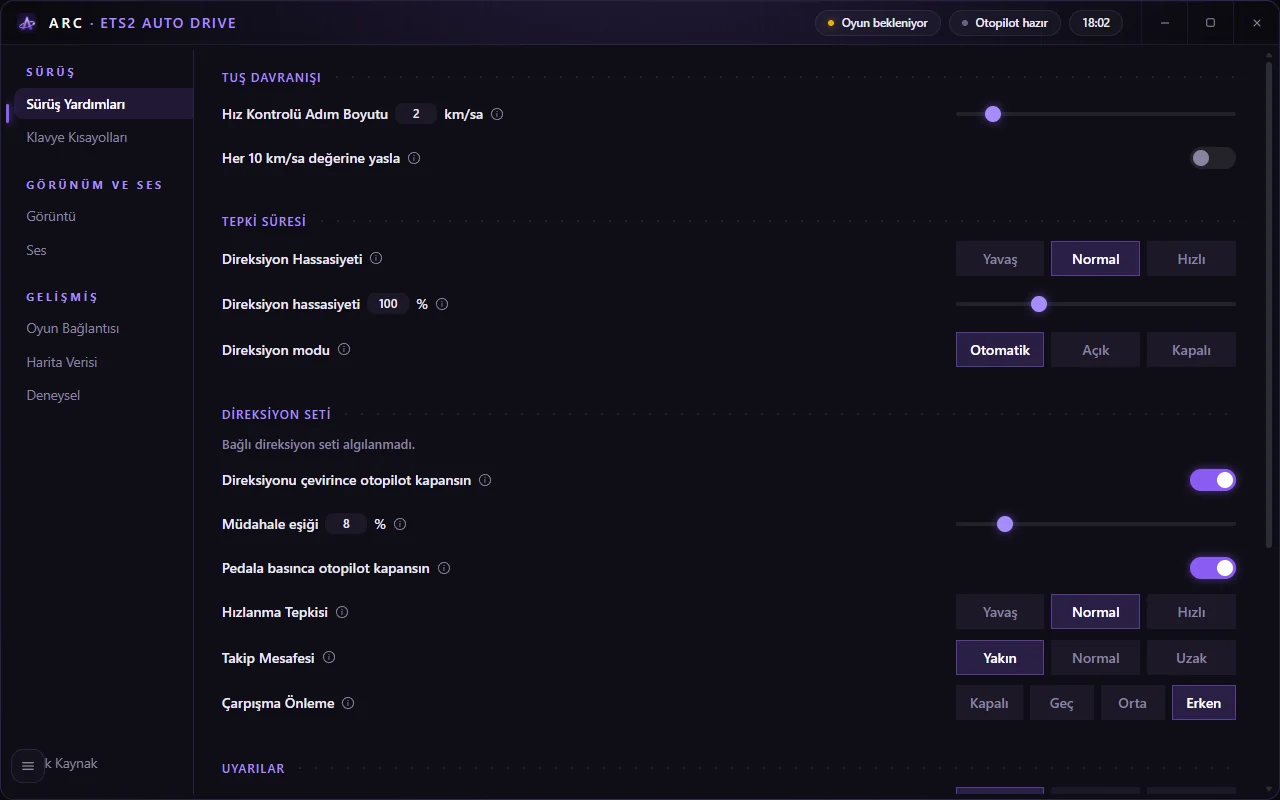 ARC · ETS2 AUTO DRIVE
Oyun bekleniyor
Otopilot hazır
18:02
SÜRÜŞ
Sürüş Yardımları
Klavye Kısayolları
GÖRÜNÜM VE SES
Görüntü
Ses
GELİŞMİŞ
Oyun Bağlantısı
Harita Verisi
Deneysel
k Kaynak
TUŞ DAVRANIŞI
Hız Kontrolü Adım Boyutu 2 km/sa
Her 10 km/sa değerine yasla
TEPKİ SÜRESİ
Direksiyon Hassasiyeti Yavaş Normal Hızlı
Direksiyon hassasiyeti 100 %
Direksiyon modu Otomatik Açık Kapalı
DİREKSİYON SETİ
Bağlı direksiyon seti algılanmadı.
Direksiyonu çevirince otopilot kapansın
Müdahale eşiği 8 %
Pedala basınca otopilot kapansın
Hızlanma Tepkisi Yavaş Normal Hızlı
Takip Mesafesi Yakın Normal Uzak
Çarpışma Önleme Kapalı Geç Orta Erken
UYARILAR